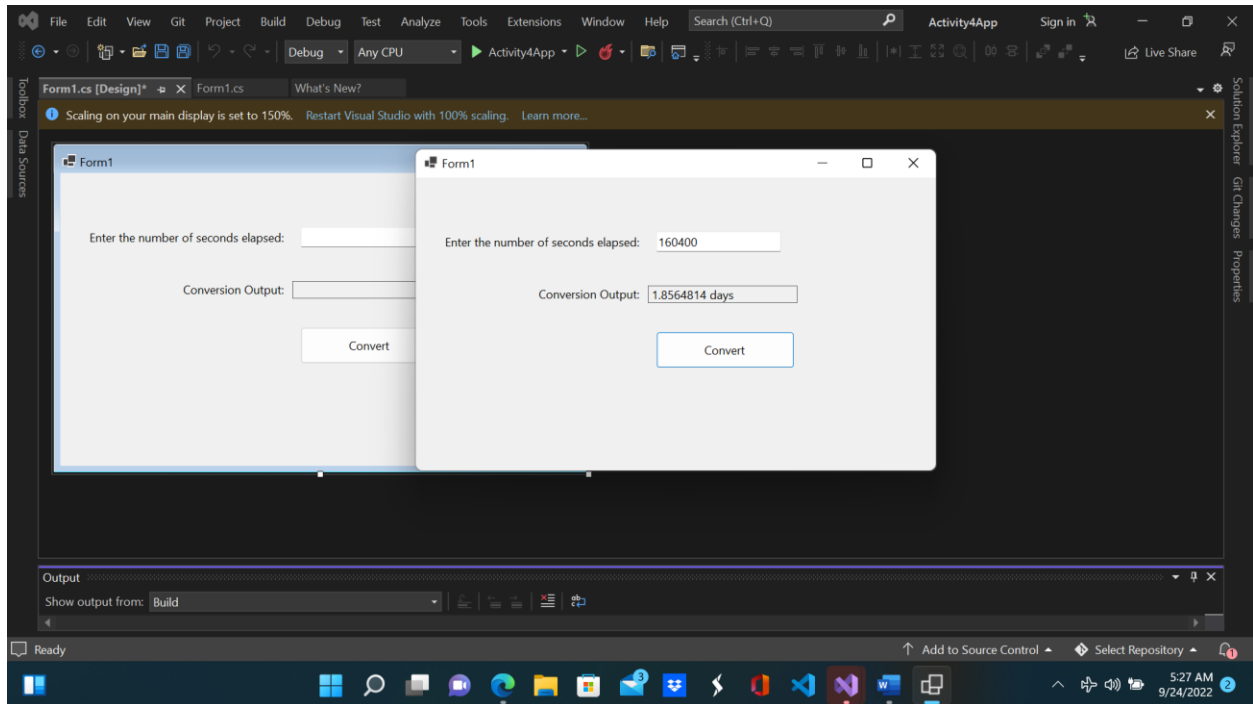 File Edit View Git Project Build Debug Test Analyze Tools Extensions Window Help Search (Ctrl+Q) Activity4App Sign in
Debug Any CPU Activity4App Live Share
Toolbox
Data Sources
Form1.cs [Design]* Form1.cs What's New?
Scaling on your main display is set to 150%. Restart Visual Studio with 100% scaling. Learn more...
Form1
Enter the number of seconds elapsed:
Conversion Output:
Convert
Form1
Enter the number of seconds elapsed: 160400
Conversion Output: 1.8564814 days
Convert
Solution Explorer
Git Changes
Properties
Output
Show output from: Build
Ready Add to Source Control Select Repository 1
3
5:27 AM
9/24/2022
2